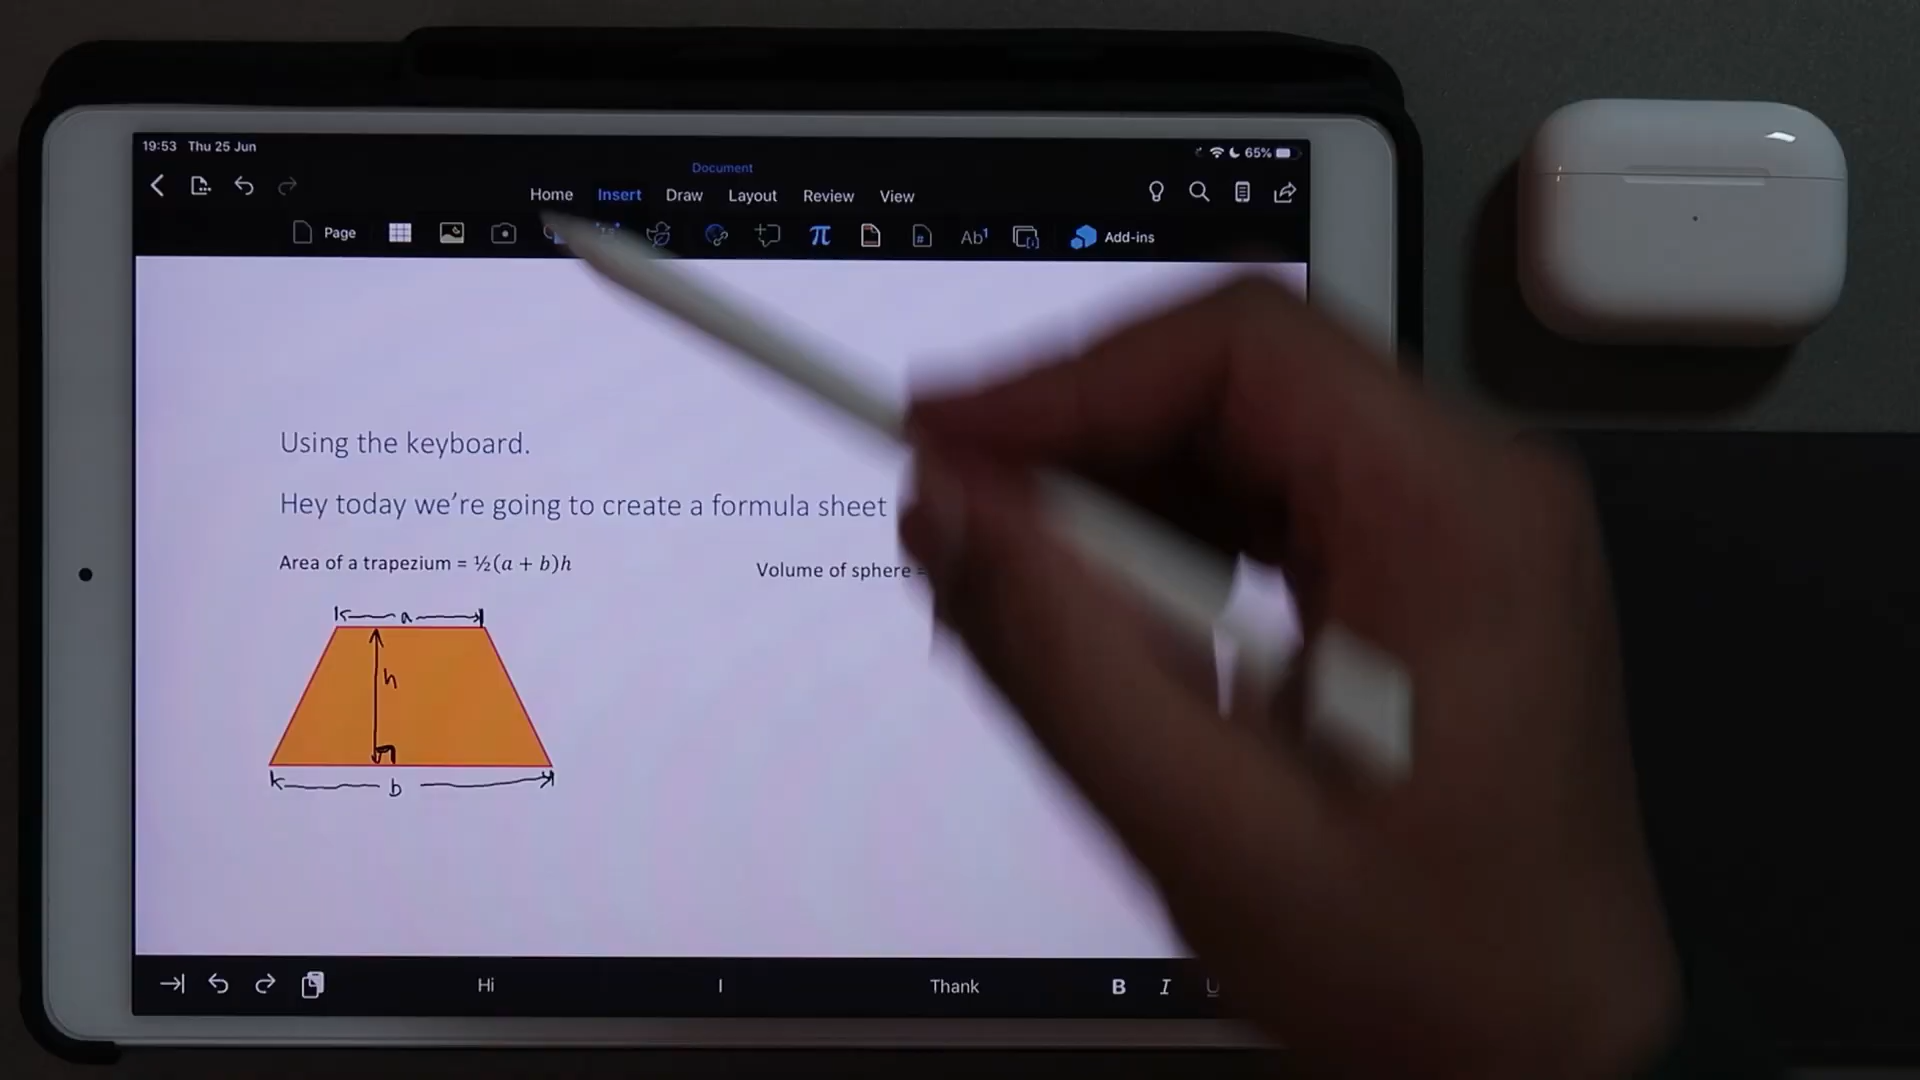 19:53 Thu 25 Jun
65%
Document
Home Insert Draw Layout Review View
Page
π
#
Ab¹
Add-ins
Using the keyboard.
Hey today we’re going to create a formula sheet
Area of a trapezium = ½(a + b)h
Volume of sphere =
a
h
b
Hi I Thank B I U